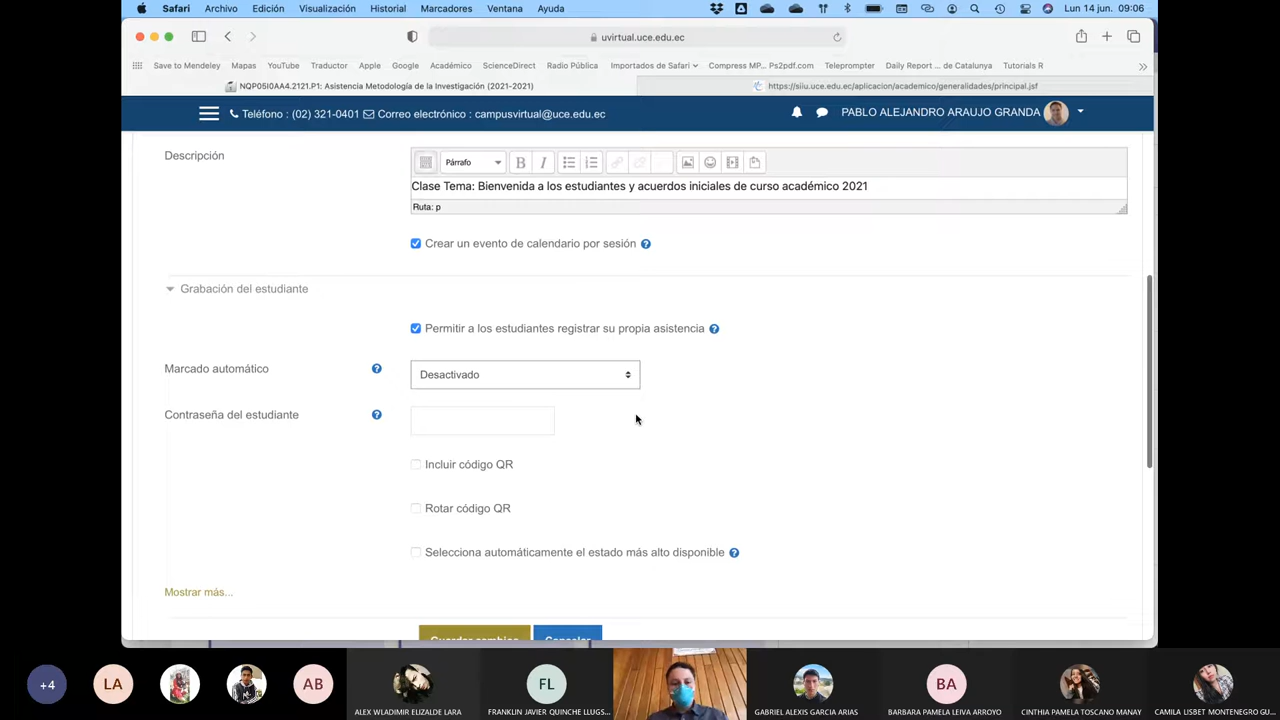 Safari Archivo Edición Visualización Historial Marcadores Ventana Ayuda Lun 14 jun. 09:06
uvirtual.uce.edu.ec
Save to Mendeley Mapas YouTube Traductor Apple Google Académico ScienceDirect Radio Pública Importados de Safari Compress MP... Ps2pdf.com Teleprompter Daily Report ... de Catalunya Tutorials R
NQP05I0AA4.2121.P1: Asistencia Metodología de la Investigación (2021-2021) https://siiu.uce.edu.ec/aplicacion/academico/generalidades/principal.jsf
Teléfono : (02) 321-0401 Correo electrónico : campusvirtual@uce.edu.ec PABLO ALEJANDRO ARAUJO GRANDA
Descripción
Párrafo B I
Clase Tema: Bienvenida a los estudiantes y acuerdos iniciales de curso académico 2021
Ruta: p
Crear un evento de calendario por sesión ?
Grabación del estudiante
Permitir a los estudiantes registrar su propia asistencia ?
Marcado automático ? Desactivado
Contraseña del estudiante ?
Incluir código QR
Rotar código QR
Selecciona automáticamente el estado más alto disponible ?
Mostrar más...
Guardar cambios Cancelar
+4 LA AB FL BA
ALEX WLADIMIR ELIZALDE LARA FRANKLIN JAVIER QUINCHE LLUGS... GABRIEL ALEXIS GARCIA ARIAS BARBARA PAMELA LEIVA ARROYO CINTHIA PAMELA TOSCANO MANAY CAMILA LISBET MONTENEGRO GU...